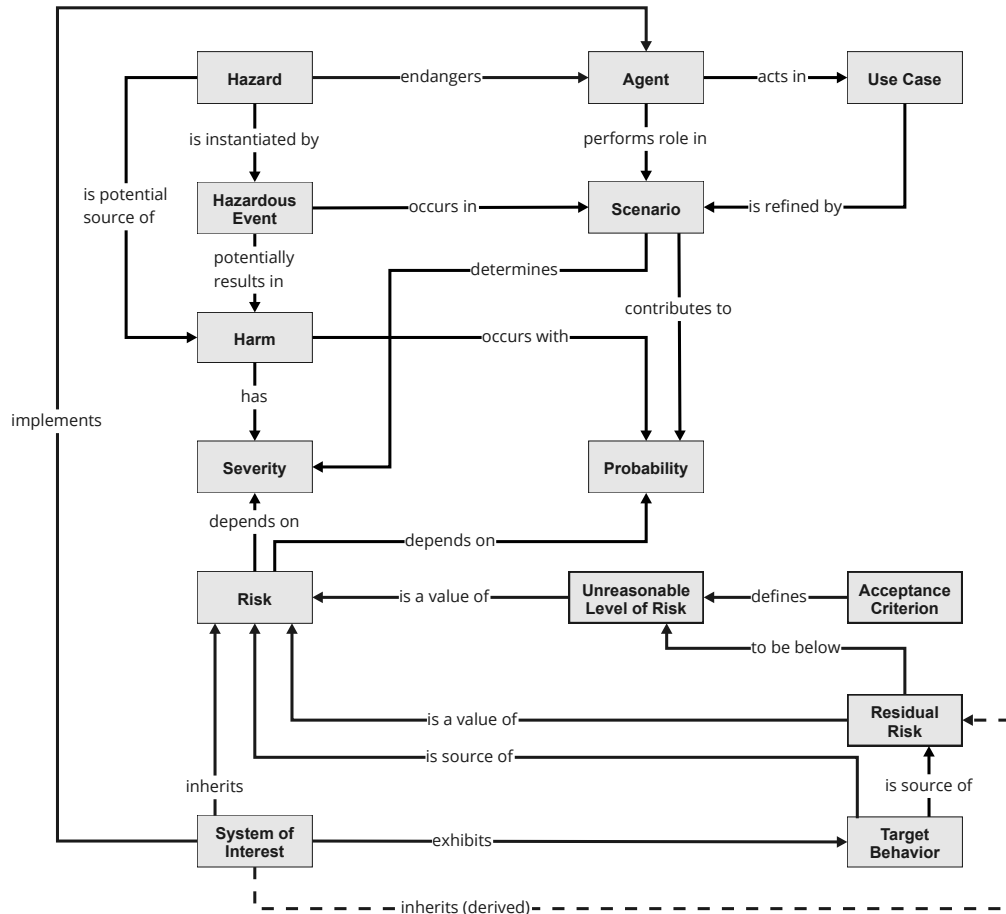 Hazard
endangers
Agent
acts in
Use Case
is instantiated by
performs role in
is potential
source of
Hazardous
Event
occurs in
Scenario
is refined by
potentially
results in
determines
contributes to
Harm
occurs with
has
implements
Severity
Probability
depends on
depends on
Risk
is a value of
Unreasonable
Level of Risk
defines
Acceptance
Criterion
to be below
is a value of
Residual
Risk
is source of
inherits
is source of
System of
Interest
exhibits
Target
Behavior
inherits (derived)